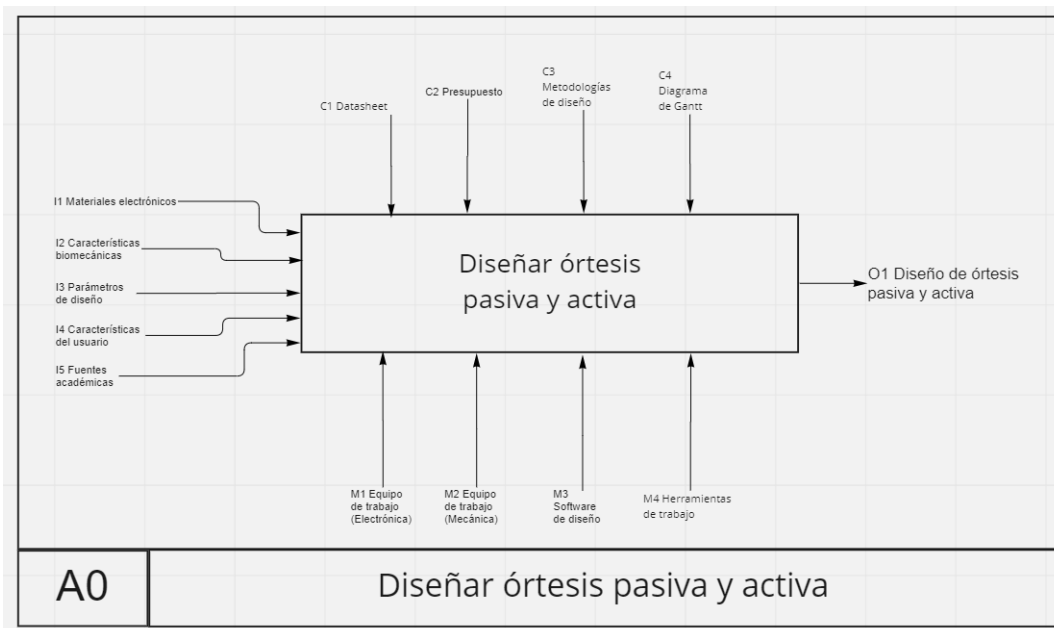 C1 Datasheet
C2 Presupuesto
C3
Metodologías
de diseño
C4
Diagrama
de Gantt
I1 Materiales electrónicos
I2 Características
biomecánicas
I3 Parámetros
de diseño
I4 Características
del usuario
I5 Fuentes
académicas
Diseñar órtesis
pasiva y activa
O1 Diseño de órtesis
pasiva y activa
M1 Equipo
de trabajo
(Electrónica)
M2 Equipo
de trabajo
(Mecánica)
M3
Software
de diseño
M4 Herramientas
de trabajo
A0
Diseñar órtesis pasiva y activa